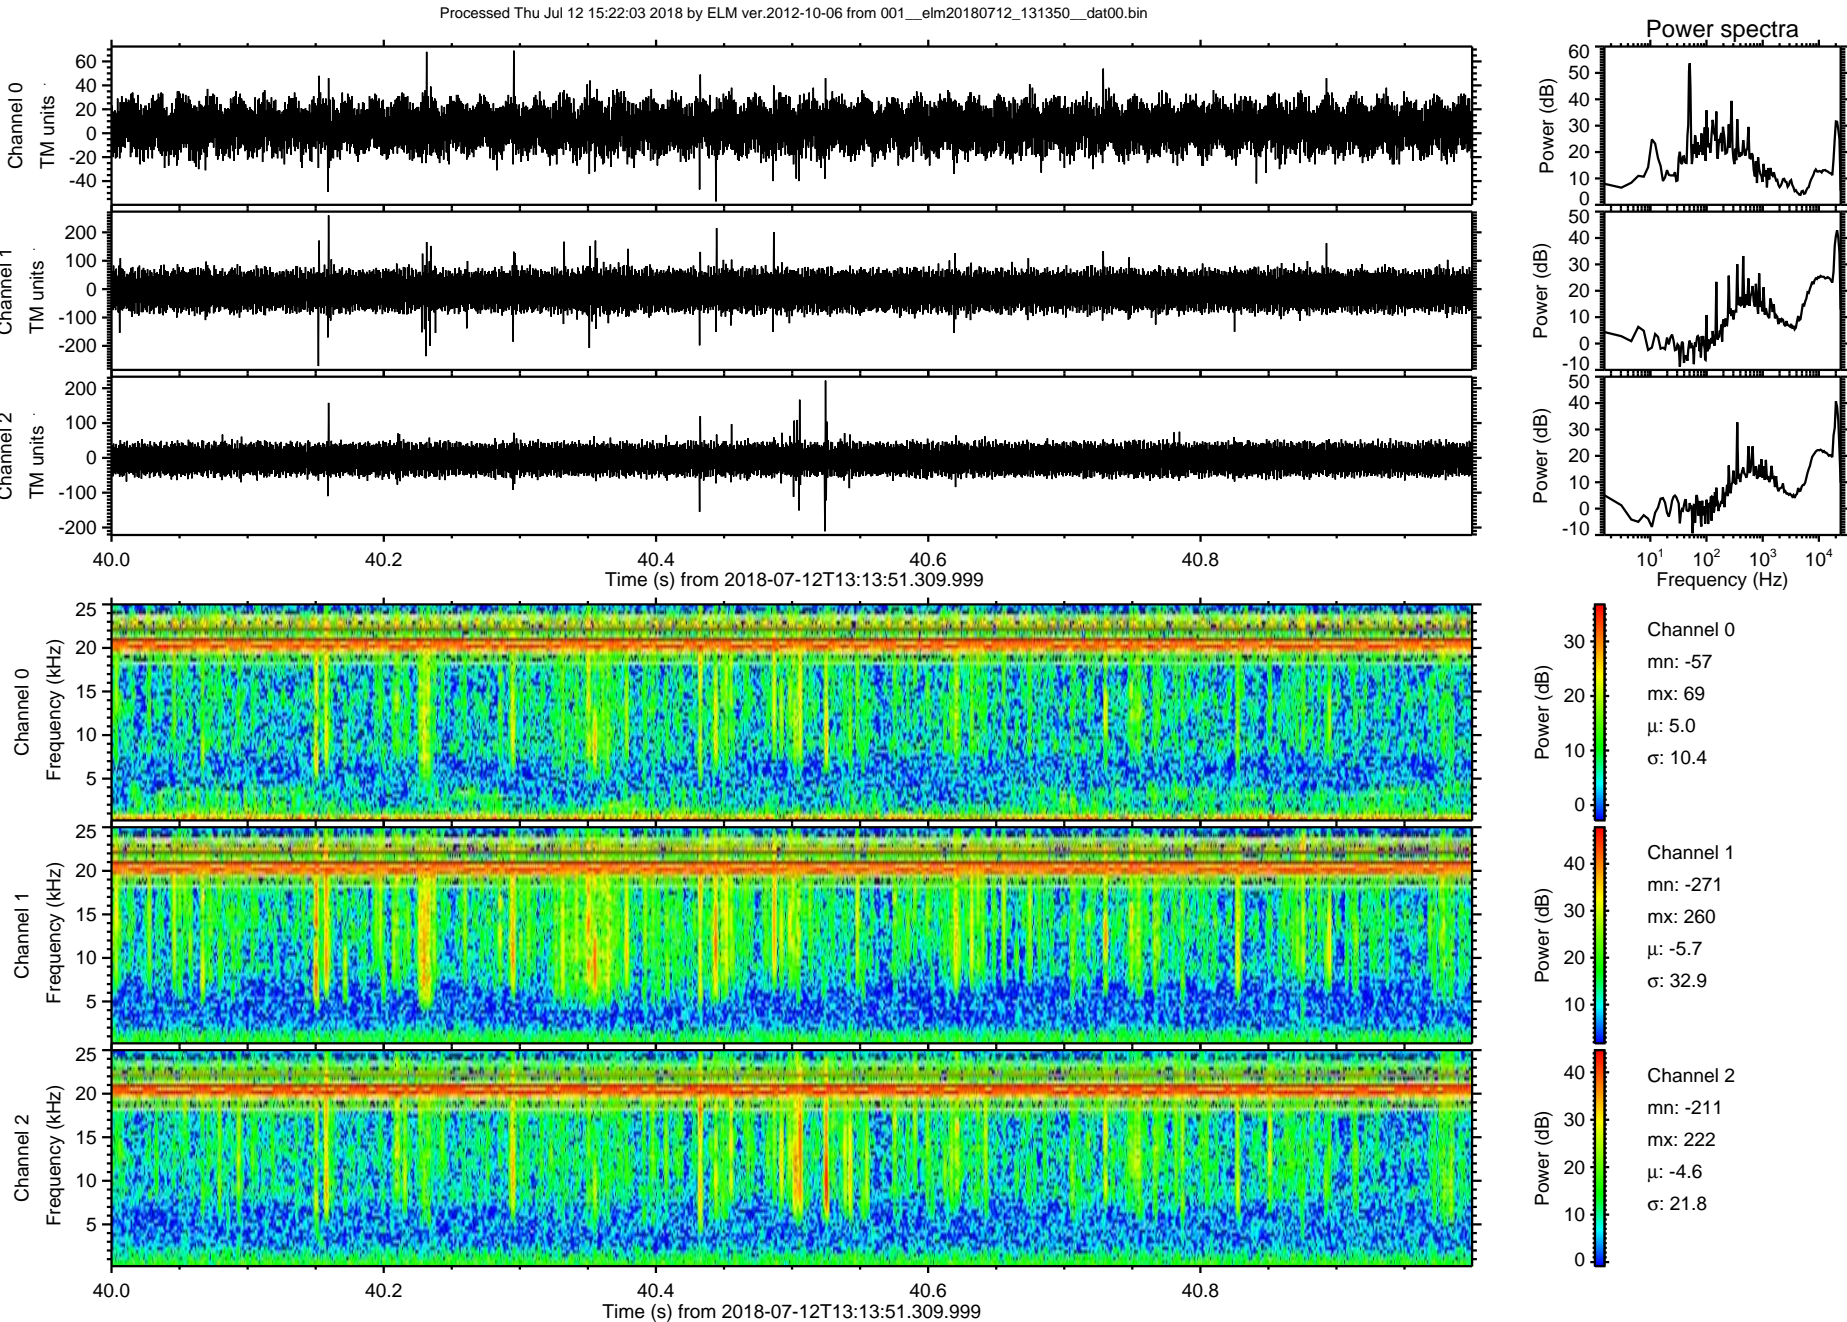 Processed Thu Jul 12 15:22:03 2018 by ELM ver.2012-10-06 from 001__elm20180712_131350__dat00.bin
Power spectra
Channel 0
TM units
60
40
20
0
-20
-40
Power (dB)
60
50
40
30
20
10
0
Channel 1
TM units
200
100
0
-100
-200
Power (dB)
50
40
30
20
10
0
-10
Channel 2
TM units
200
100
0
-100
-200
Power (dB)
50
40
30
20
10
0
-10
40.0 40.2 40.4 40.6 40.8
Time (s) from 2018-07-12T13:13:51.309.999
10^1 10^2 10^3 10^4
Frequency (Hz)
Channel 0
Frequency (kHz)
25
20
15
10
5
Power (dB)
30
20
10
0
Channel 0
mn: -57
mx: 69
μ: 5.0
σ: 10.4
Channel 1
Frequency (kHz)
25
20
15
10
5
Power (dB)
40
30
20
10
Channel 1
mn: -271
mx: 260
μ: -5.7
σ: 32.9
Channel 2
Frequency (kHz)
25
20
15
10
5
Power (dB)
40
30
20
10
0
Channel 2
mn: -211
mx: 222
μ: -4.6
σ: 21.8
40.0 40.2 40.4 40.6 40.8
Time (s) from 2018-07-12T13:13:51.309.999